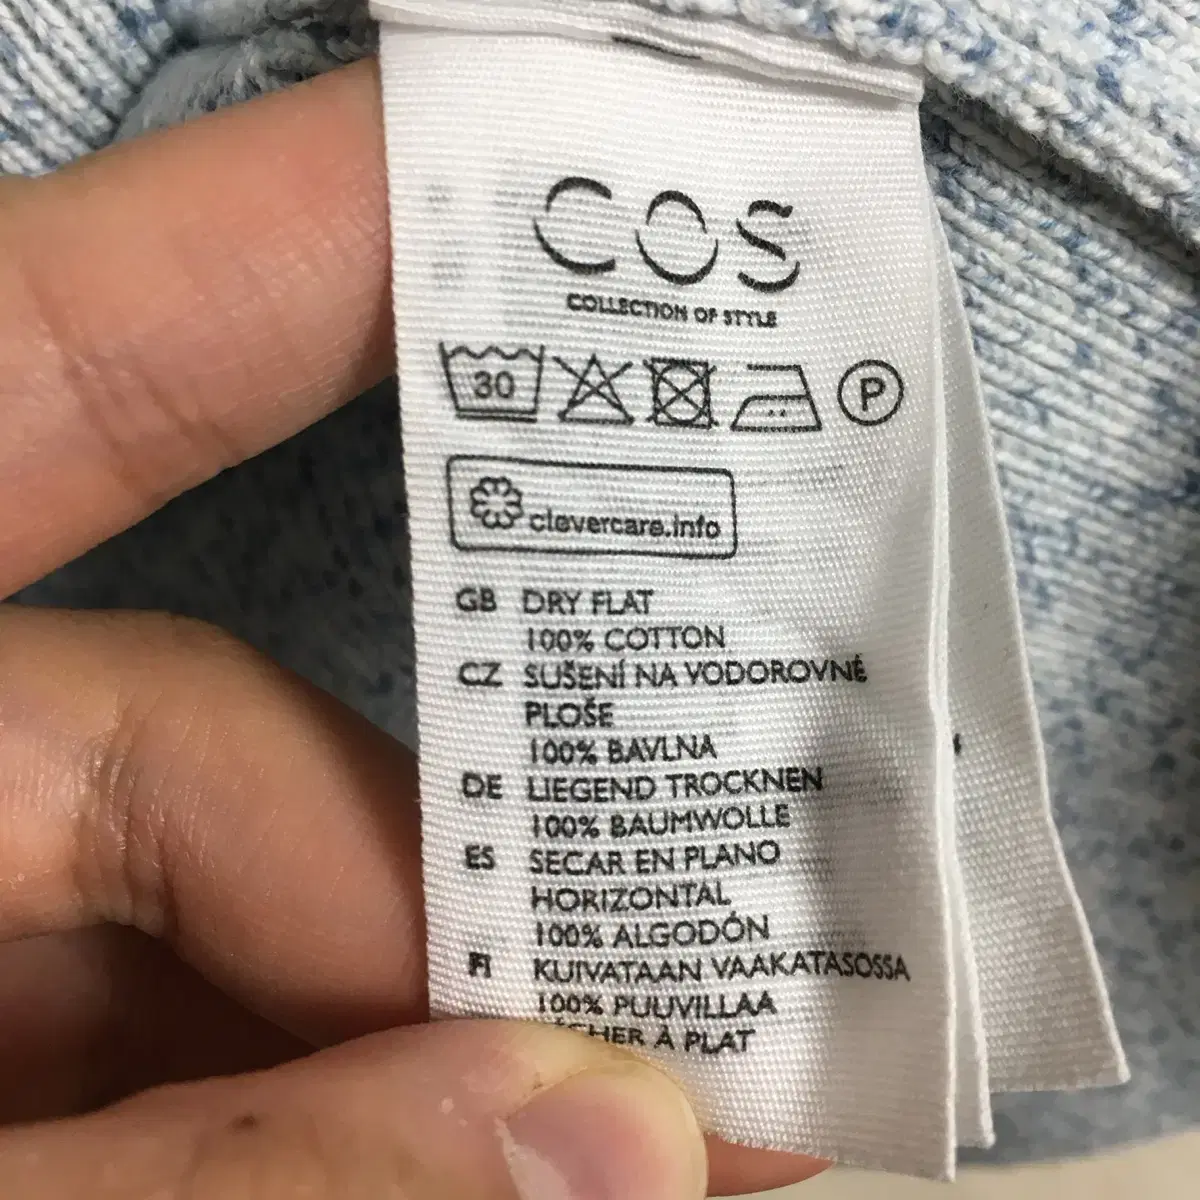 COS
COLLECTION OF STYLE
30
P
clevercare.info
GB DRY FLAT
100% COTTON
CZ SUŠENÍ NA VODOROVNÉ
PLOŠE
100% BAVLNA
DE LIEGEND TROCKNEN
100% BAUMWOLLE
ES SECAR EN PLANO
HORIZONTAL
100% ALGODÓN
FI KUIVATAAN VAAKATASOSSA
100% PUUVILLAA
À PLAT